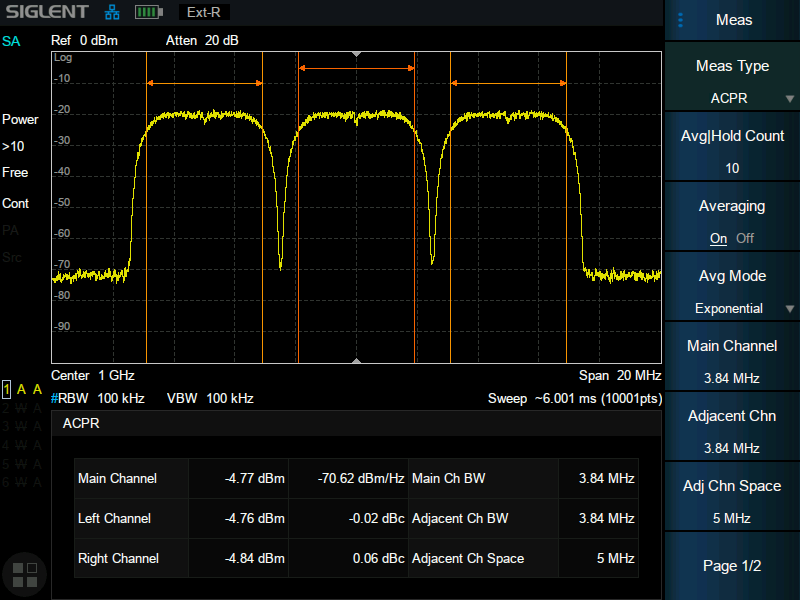 SIGLENT Ext-R
Meas
SA Ref 0 dBm Atten 20 dB
Log
-10
-20
-30
-40
-50
-60
-70
-80
-90
Power
>10
Free
Cont
PA
Src
Meas Type
ACPR
Avg|Hold Count
10
Averaging
On Off
Avg Mode
Exponential
Main Channel
3.84 MHz
Adjacent Chn
3.84 MHz
Adj Chn Space
5 MHz
Page 1/2
Center 1 GHz Span 20 MHz
#RBW 100 kHz VBW 100 kHz Sweep ~6.001 ms (10001pts)
1 A A
2 W A
3 W A
4 W A
5 W A
6 W A
ACPR
Main Channel -4.77 dBm -70.62 dBm/Hz Main Ch BW 3.84 MHz
Left Channel -4.76 dBm -0.02 dBc Adjacent Ch BW 3.84 MHz
Right Channel -4.84 dBm 0.06 dBc Adjacent Ch Space 5 MHz